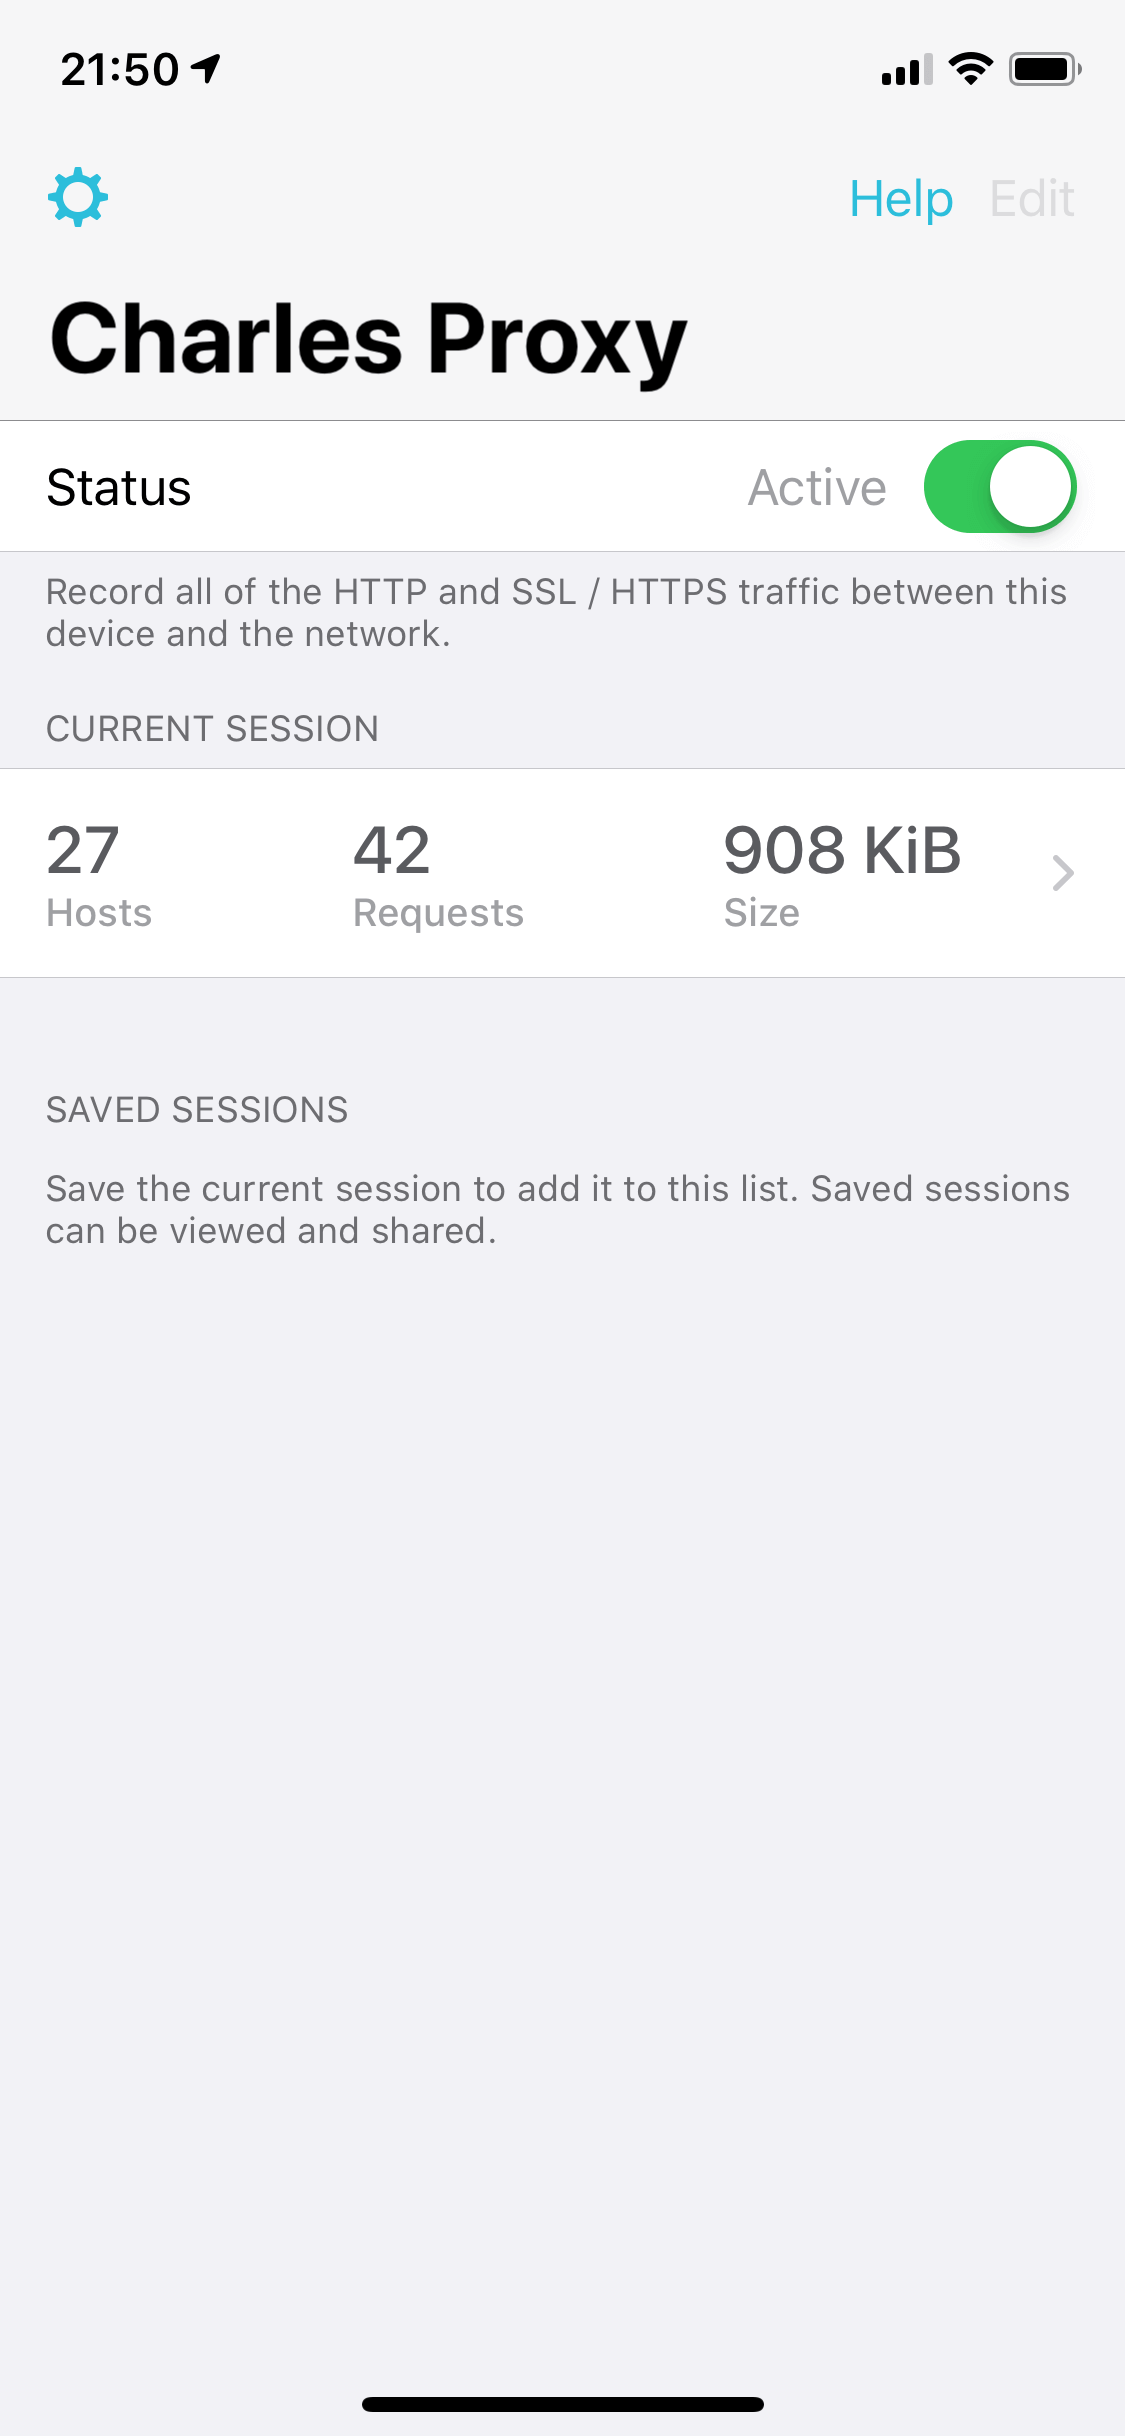 21:50
Help Edit
Charles Proxy
Status Active
Record all of the HTTP and SSL / HTTPS traffic between this
device and the network.
CURRENT SESSION
27 42 908 KiB
Hosts Requests Size
SAVED SESSIONS
Save the current session to add it to this list. Saved sessions
can be viewed and shared.